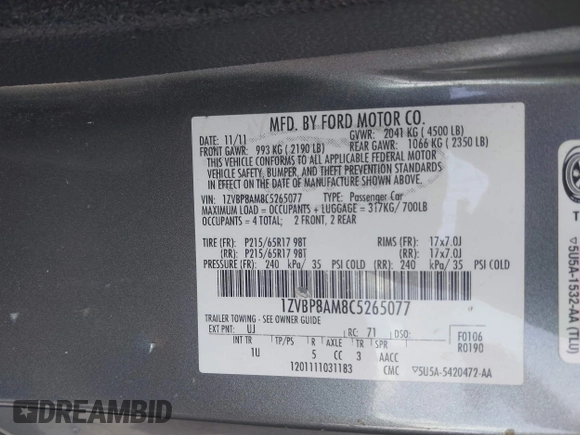 MFD. BY FORD MOTOR CO.
DATE: 11/11 GVWR: 2041 KG ( 4500 LB)
FRONT GAWR: 993 KG ( 2190 LB) REAR GAWR: 1066 KG ( 2350 LB)
THIS VEHICLE CONFORMS TO ALL APPLICABLE FEDERAL MOTOR
VEHICLE SAFETY, BUMPER, AND THEFT PREVENTION STANDARDS
IN EFFECT ON THE DATE OF MANUFACTURE SHOWN ABOVE.
VIN: 1ZVBP8AM8C5265077 TYPE: Passenger Car
MAXIMUM LOAD = OCCUPANTS + LUGGAGE = 317KG/ 700LB
OCCUPANTS = 4 TOTAL; 2 FRONT, 2 REAR
TIRE (FR): P215/65R17 98T RIMS (FR): 17x7.0J
(RR): P215/65R17 98T (RR): 17x7.0J
PRESSURE (FR): 240 kPa/ 35 PSI COLD (RR): 240 kPa/ 35 PSI COLD
1ZVBP8AM8C5265077
TRAILER TOWING - SEE OWNER GUIDE
EXT PNT: UJ RC: 71 DSO: F0106
INT TR TP/PS R AXLE TR SPR R0190
1U 5 CC 3 AACC
1201111031183 CMC ▽5U5A-5420472-AA
T
▽5U5A-1532-AA (TLU)
DREAMBID